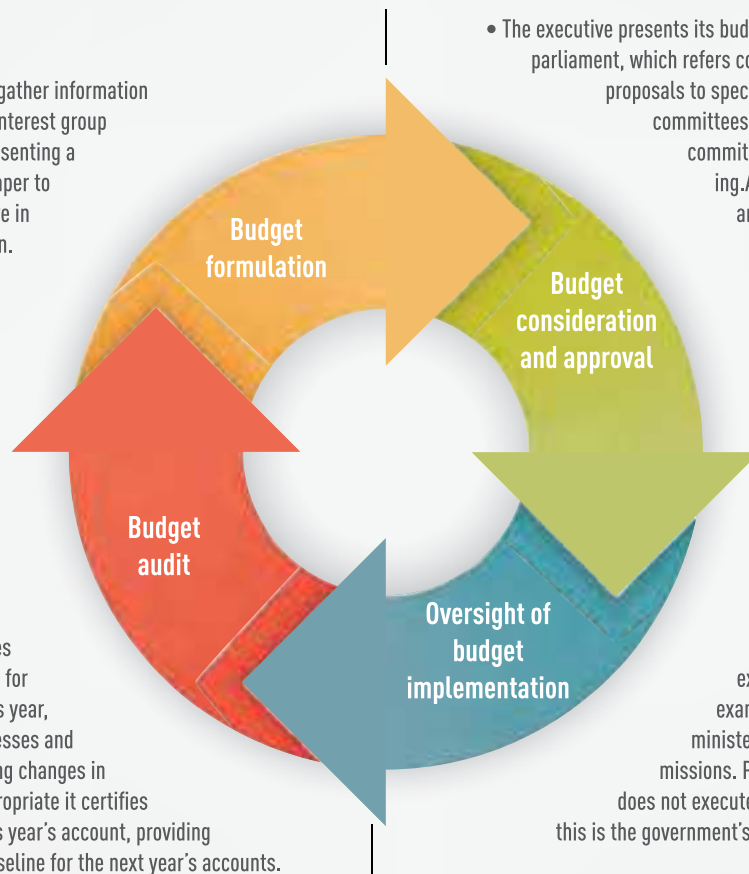 gather information
nterest group
senting a
aper to
e in
n.
• The executive presents its bud
parliament, which refers co
proposals to spec
committees
commit
ing.A
ar
Budget
formulation
Budget
consideration
and approval
Oversight of
budget
implementation
Budget
audit
es
for
s year,
esses and
ng changes in
ropriate it certifies
s year's account, providing
seline for the next year's accounts.
ex
exam
ministe
missions. P
does not execute
this is the government's